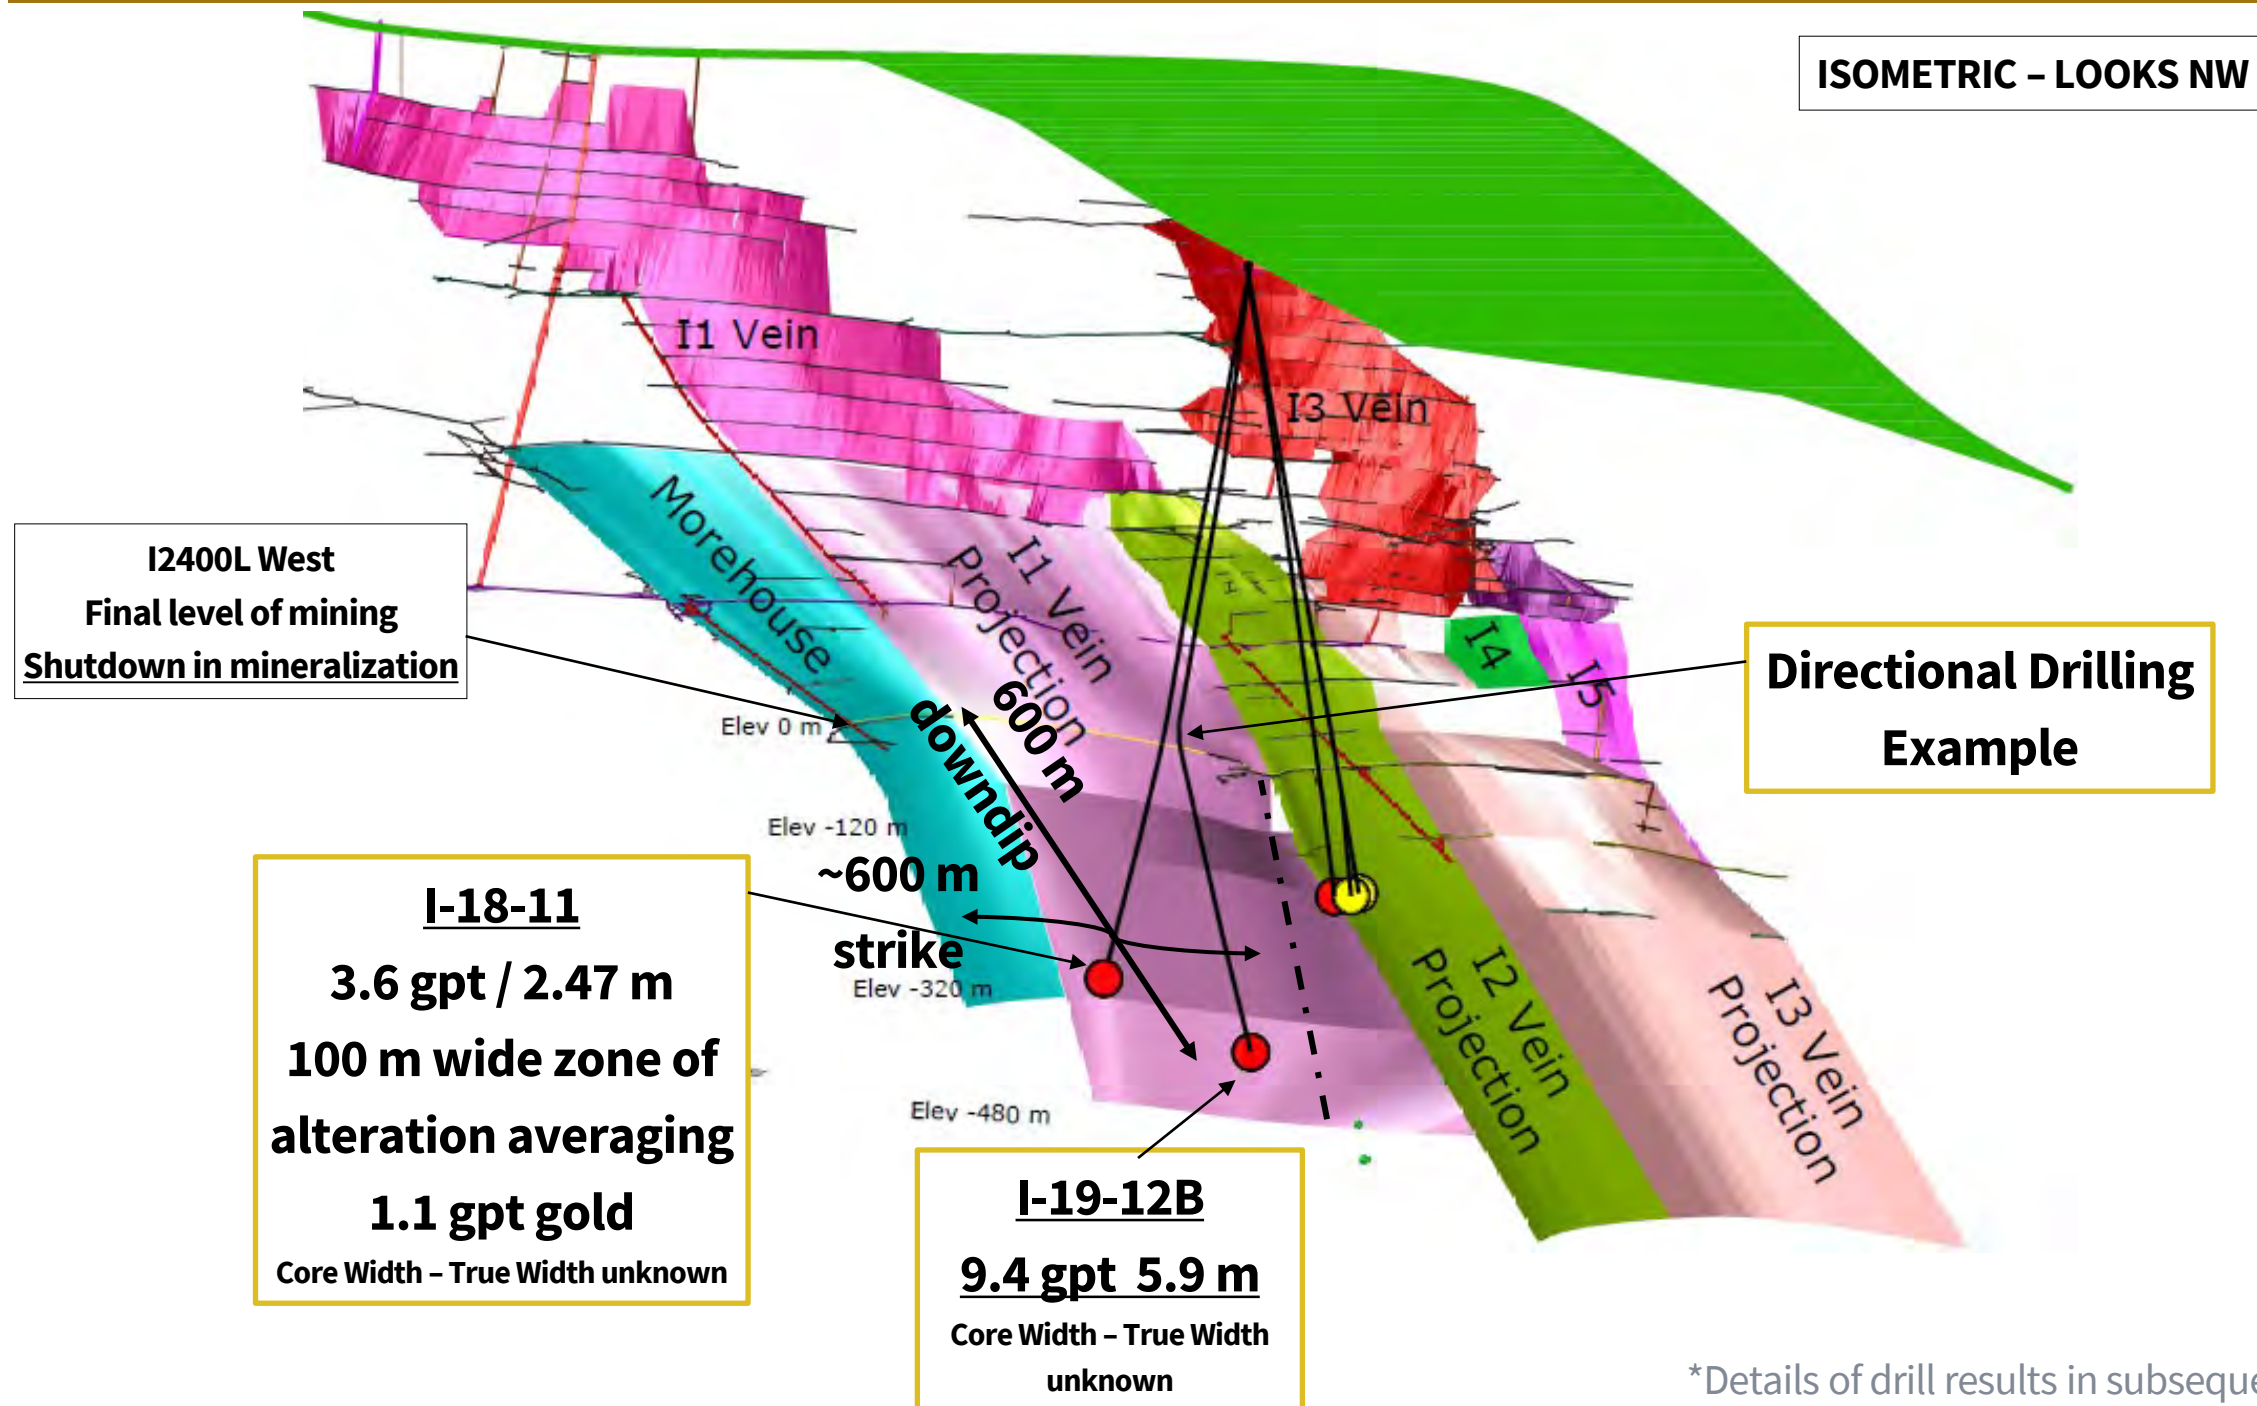 ISOMETRIC – LOOKS NW
I1 Vein
I3 Vein
Morehouse
I1 Vein
Projection
I4
I5
I2400L West
Final level of mining
Shutdown in mineralization
Directional Drilling
Example
Elev 0 m
600 m
downdip
Elev -120 m
~600 m
strike
Elev -320 m
Elev -480 m
I2 Vein
Projection
I3 Vein
Projection
I-18-11
3.6 gpt / 2.47 m
100 m wide zone of
alteration averaging
1.1 gpt gold
Core Width – True Width unknown
I-19-12B
9.4 gpt  5.9 m
Core Width – True Width
unknown
*Details of drill results in subseque